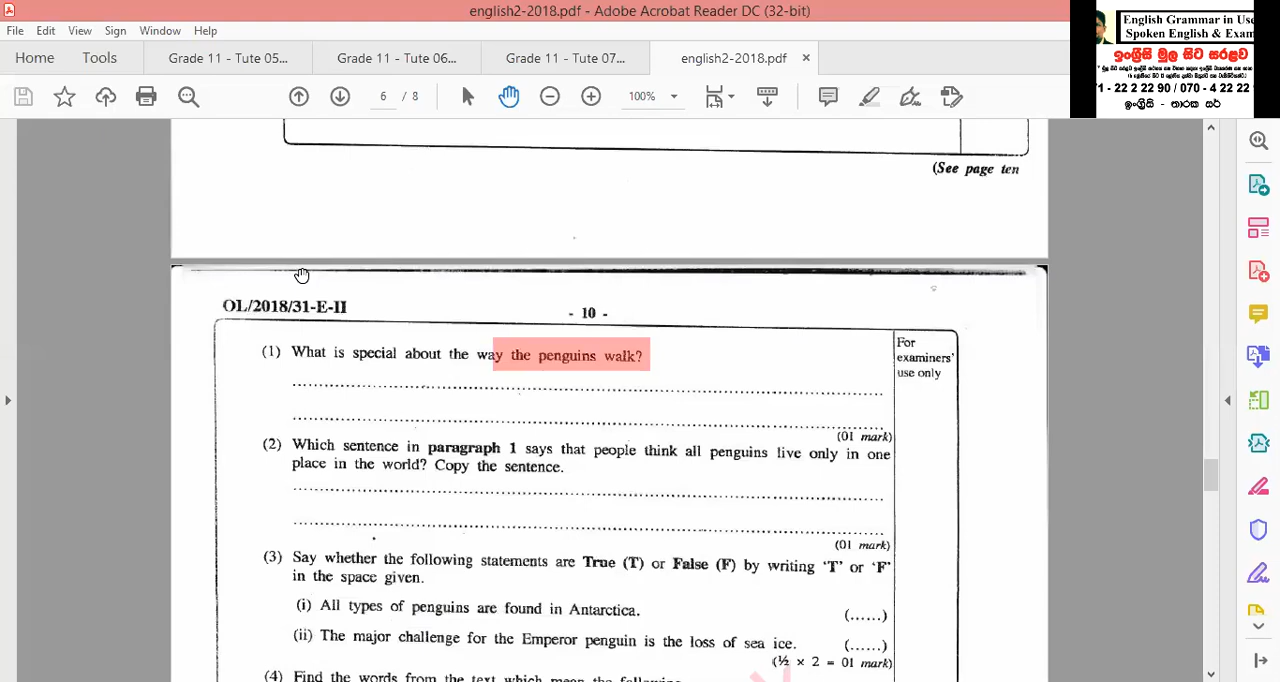 english2-2018.pdf - Adobe Acrobat Reader DC (32-bit)
File Edit View Sign Window Help
Home Tools Grade 11 - Tute 05... Grade 11 - Tute 06... Grade 11 - Tute 07... english2-2018.pdf ×
6 / 8 100%
English Grammar in Use
Spoken English & Exam
ඉංග්‍රීසි මුල සිට සරළව
71 - 22 2 22 90 / 070 - 4 22 22
ඉංග්‍රීසි - තාරක සර්
(See page ten
OL/2018/31-E-II
- 10 -
For
examiners'
use only
(1) What is special about the way the penguins walk?
(01 mark)
(2) Which sentence in paragraph 1 says that people think all penguins live only in one
place in the world? Copy the sentence.
(01 mark)
(3) Say whether the following statements are True (T) or False (F) by writing 'T' or 'F'
in the space given.
(i) All types of penguins are found in Antarctica. (......)
(ii) The major challenge for the Emperor penguin is the loss of sea ice. (......)
(½ × 2 = 01 mark)
(4) Find the words from the text which mean the following.